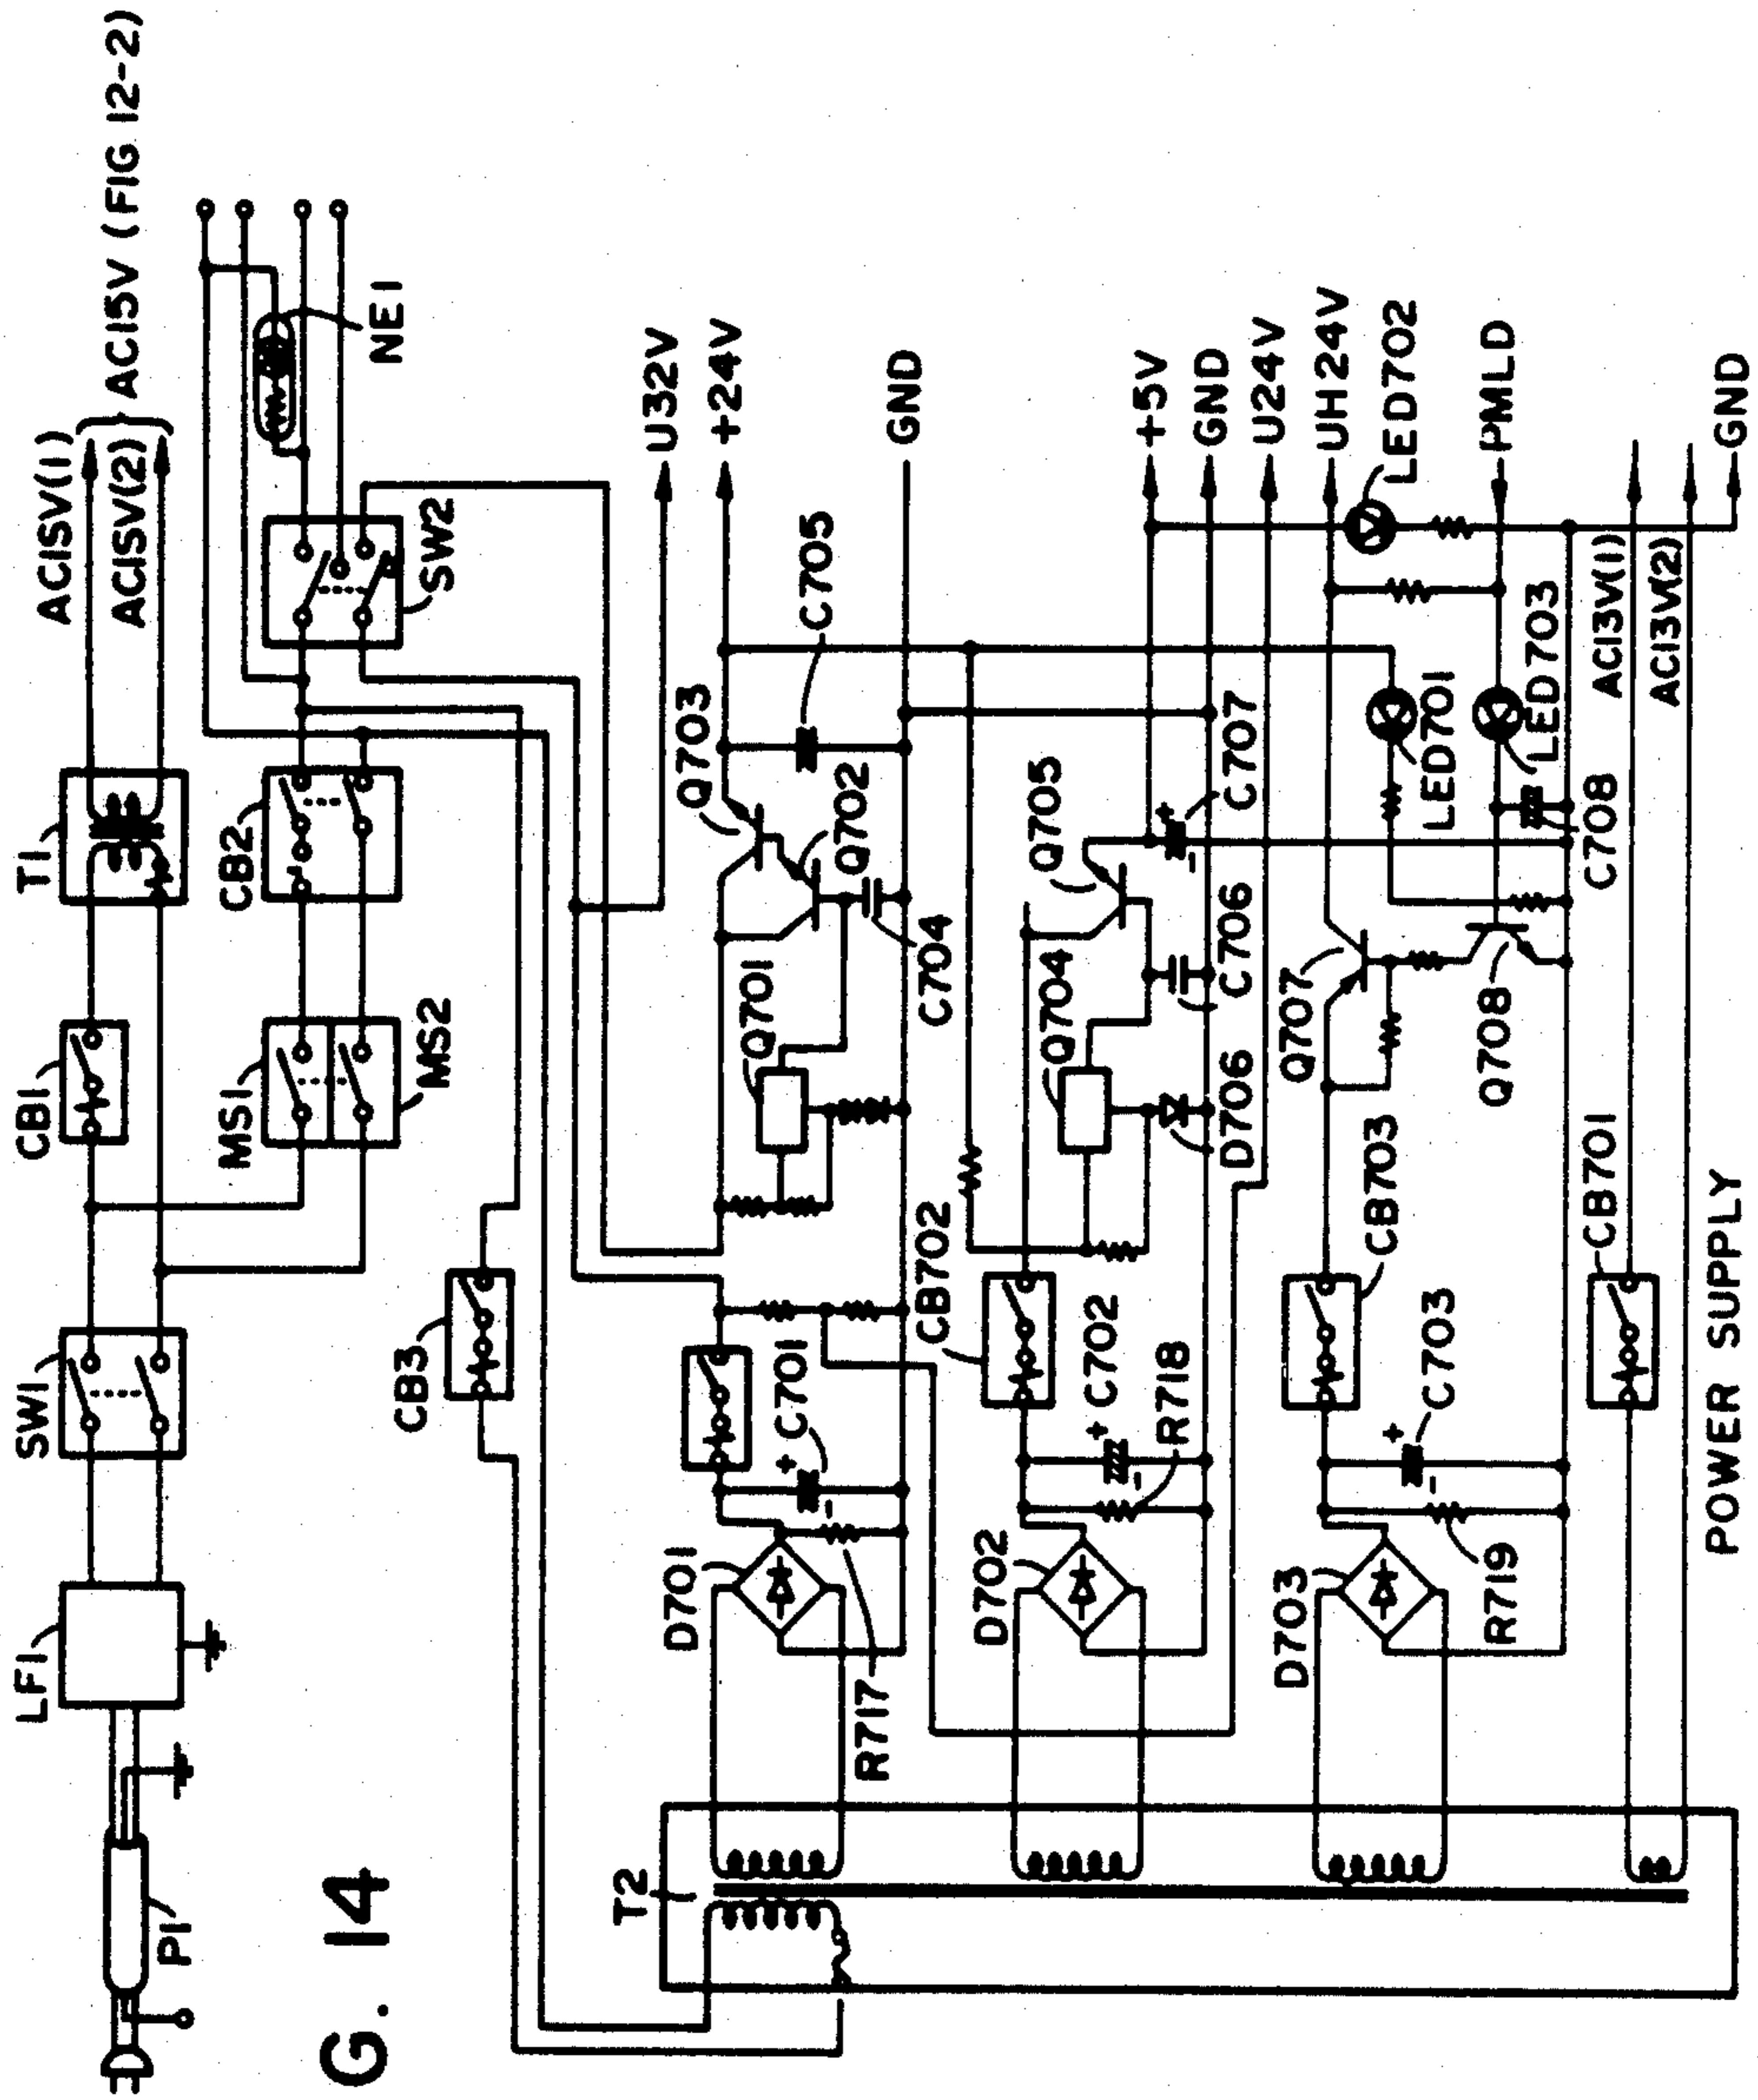 G. 14
P1
LF1
SW1
CB1
T1
AC15V(1)
AC15V(2)
AC15V (FIG 12-2)
MS1
MS2
CB2
SW2
NE1
CB3
U32V
+24V
GND
Q703
C705
Q702
Q701
C704
C701
+
-
D701
R717
T2
CB702
+5V
GND
U24V
UH24V
LED702
PMLD
GND
Q705
C707
+
-
Q704
C706
D706
C702
+
-
R718
D702
Q707
LED701
LED703
C708
Q708
CB703
C703
+
-
D703
R719
AC13V(1)
AC13V(2)
CB701
POWER SUPPLY